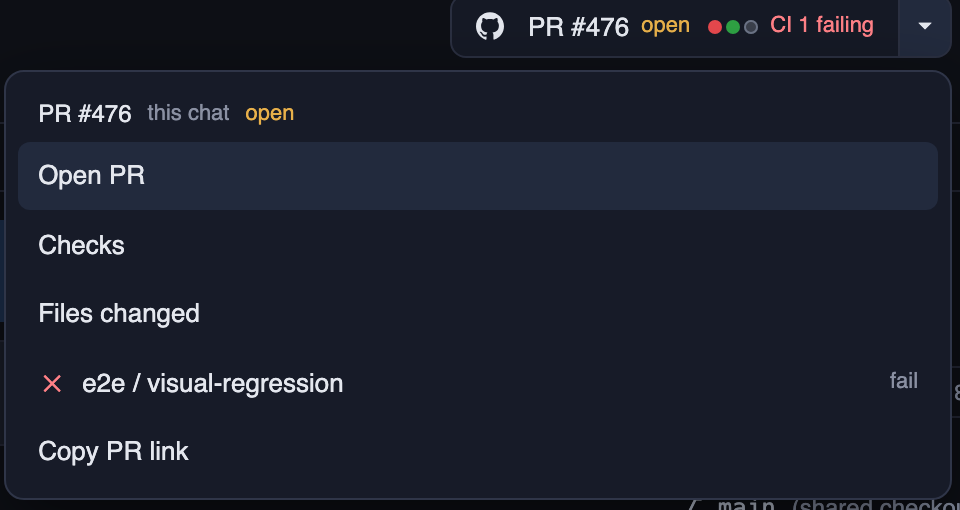 PR #476 open CI 1 failing
PR #476 this chat open
Open PR
Checks
Files changed
e2e / visual-regression fail
Copy PR link
main (shared checkou